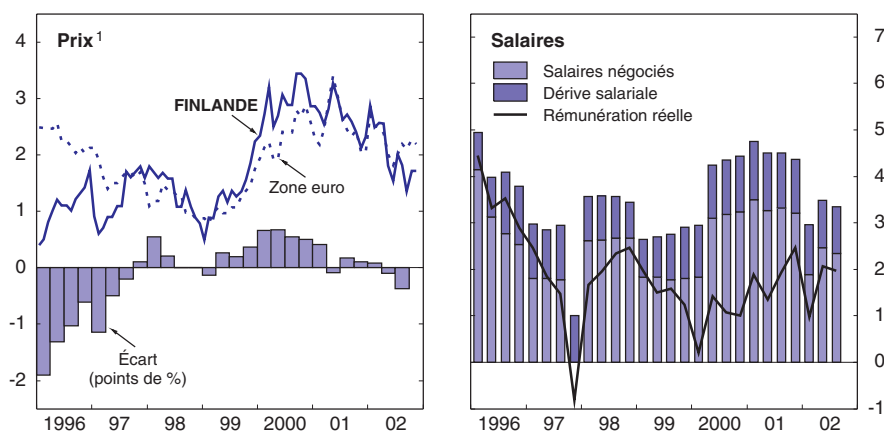 Prix 1
4
3
2
1
0
-1
-2
FINLANDE
Zone euro
Écart
(points de %)
1996 97 98 99 2000 01 02
Salaires
Salaires négociés
Dérive salariale
Rémunération réelle
7
6
5
4
3
2
1
0
-1
1996 97 98 99 2000 01 02